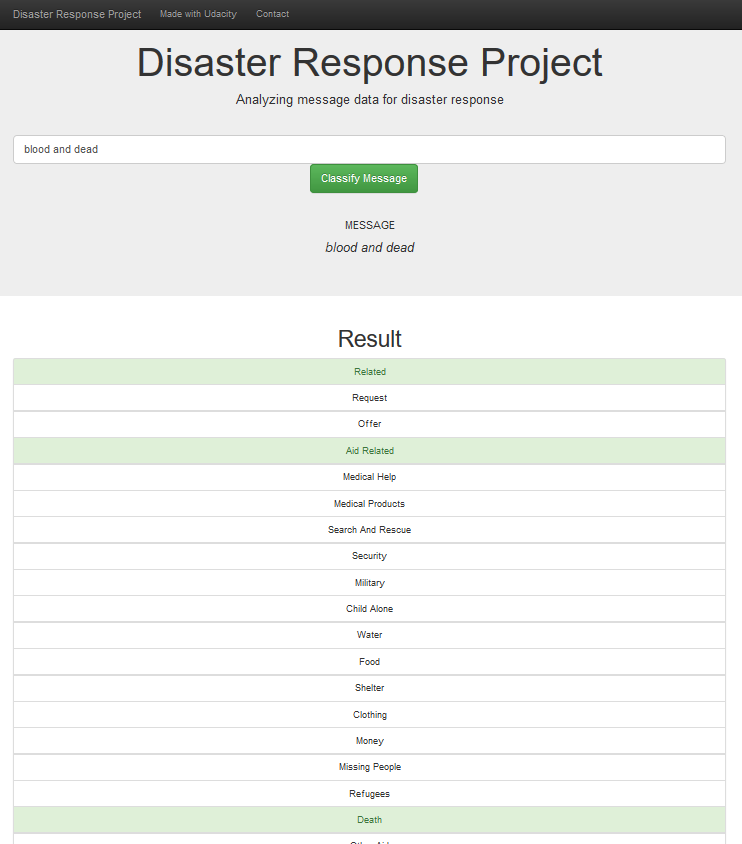 Disaster Response Project Made with Udacity Contact
Disaster Response Project
Analyzing message data for disaster response
blood and dead
Classify Message
MESSAGE
blood and dead
Result
Related
Request
Offer
Aid Related
Medical Help
Medical Products
Search And Rescue
Security
Military
Child Alone
Water
Food
Shelter
Clothing
Money
Missing People
Refugees
Death